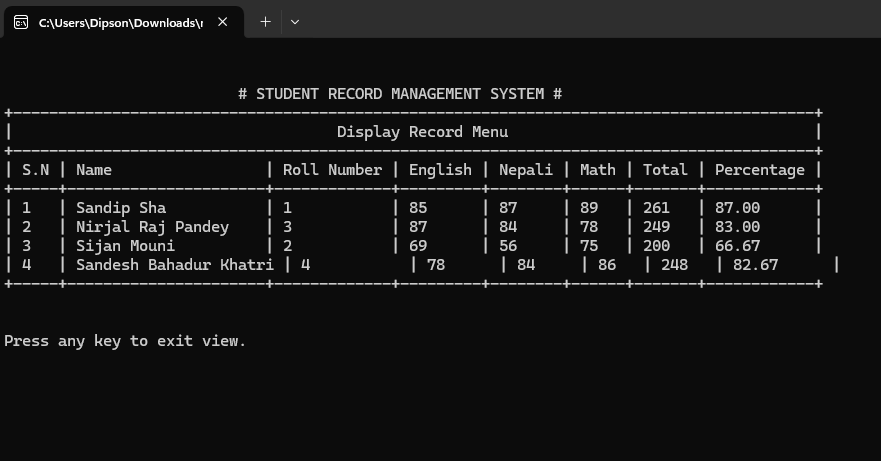 C:\Users\Dipson\Downloads\r
# STUDENT RECORD MANAGEMENT SYSTEM #
Display Record Menu
| S.N | Name | Roll Number | English | Nepali | Math | Total | Percentage |
| 1 | Sandip Sha | 1 | 85 | 87 | 89 | 261 | 87.00 |
| 2 | Nirjal Raj Pandey | 3 | 87 | 84 | 78 | 249 | 83.00 |
| 3 | Sijan Mouni | 2 | 69 | 56 | 75 | 200 | 66.67 |
| 4 | Sandesh Bahadur Khatri | 4 | 78 | 84 | 86 | 248 | 82.67 |
Press any key to exit view.